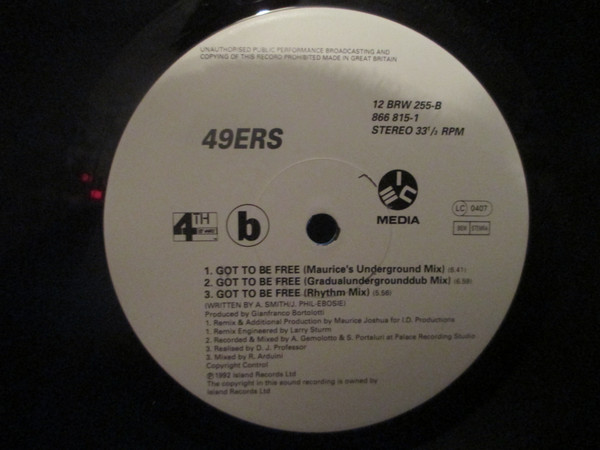 UNAUTHORISED PUBLIC PERFORMANCE BROADCASTING AND
COPYING OF THIS RECORD PROHIBITED MADE IN GREAT BRITAIN
12 BRW 255-B
866 815-1
STEREO 33⅓ RPM
49ERS
4TH
b
MEDIA
LC 0407
BIEM STEMRA
1. GOT TO BE FREE (Maurice's Underground Mix) (6.41)
2. GOT TO BE FREE (Gradualundergrounddub Mix) (6.56)
3. GOT TO BE FREE (Rhythm Mix) (5.56)
(WRITTEN BY A. SMITH/J. PHIL-EBOSIE)
Produced by Gianfranco Bortolotti
1. Remix & Additional Production by Maurice Joshua for I.D. Productions
1. Remix Engineered by Larry Sturm
2. Recorded & Mixed by A. Gemolotto & S. Portaluri at Palara Recording Studio
3. Realised by D. J. Professor
3. Mixed by R. Arduini
Copyright Control
℗1992 Island Records Ltd
The copyright in this sound recording is owned by
Island Records Ltd